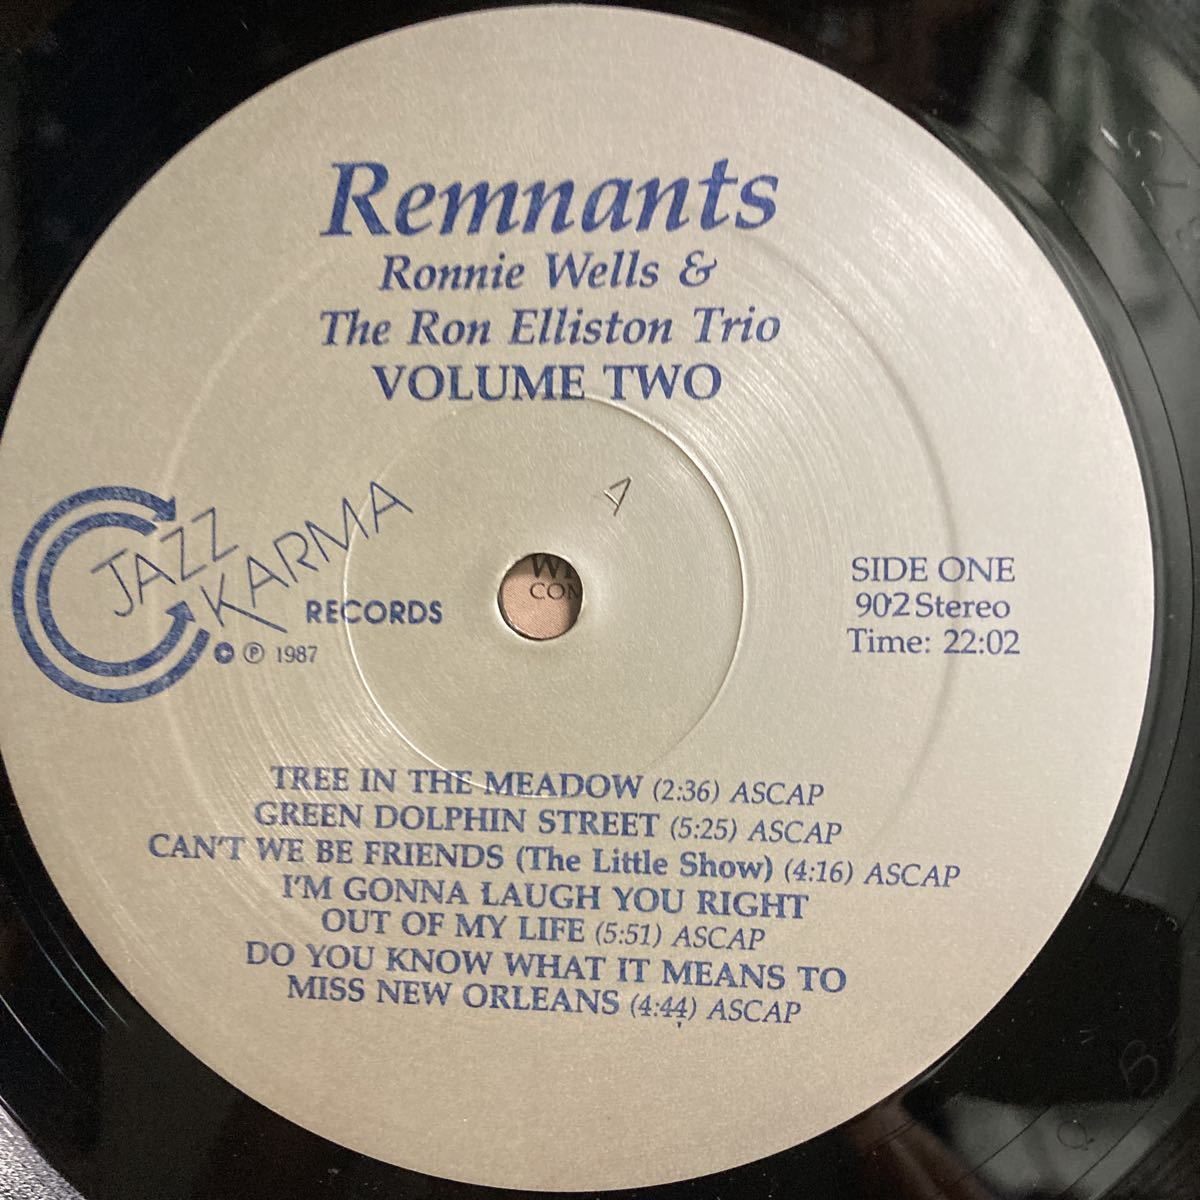 Remnants
Ronnie Wells &
The Ron Elliston Trio
VOLUME TWO
A
JAZZ
KARMA
RECORDS
© ℗ 1987
CON
SIDE ONE
902 Stereo
Time: 22:02
TREE IN THE MEADOW (2:36) ASCAP
GREEN DOLPHIN STREET (5:25) ASCAP
CAN'T WE BE FRIENDS (The Little Show) (4:16) ASCAP
I'M GONNA LAUGH YOU RIGHT
OUT OF MY LIFE (5:51) ASCAP
DO YOU KNOW WHAT IT MEANS TO
MISS NEW ORLEANS (4:44) ASCAP